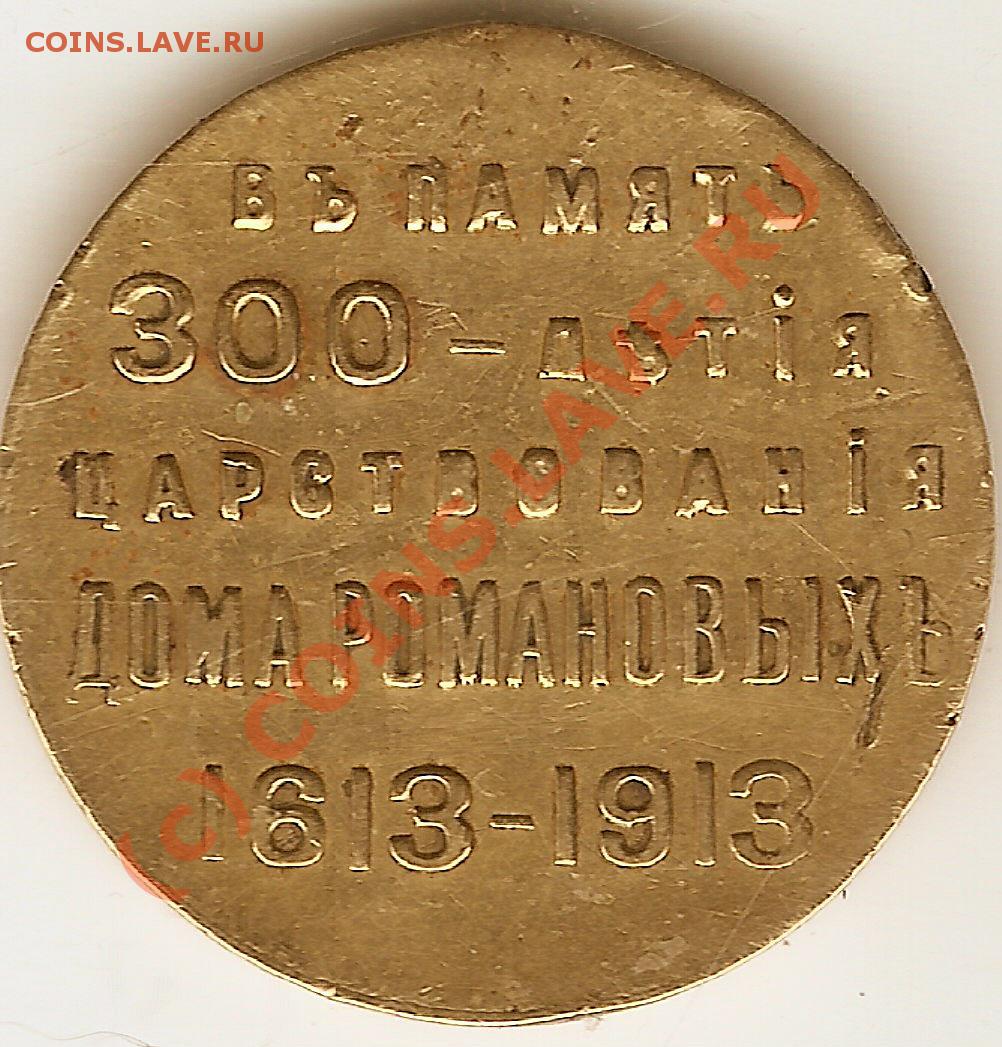 COINS.LAVE.RU
ВЪ ПАМЯТЬ
300-ЛѢТІЯ
ЦАРСТВОВАНІЯ
ДОМА РОМАНОВЫХЪ
1613-1913
(c) COINS.LAVE.RU